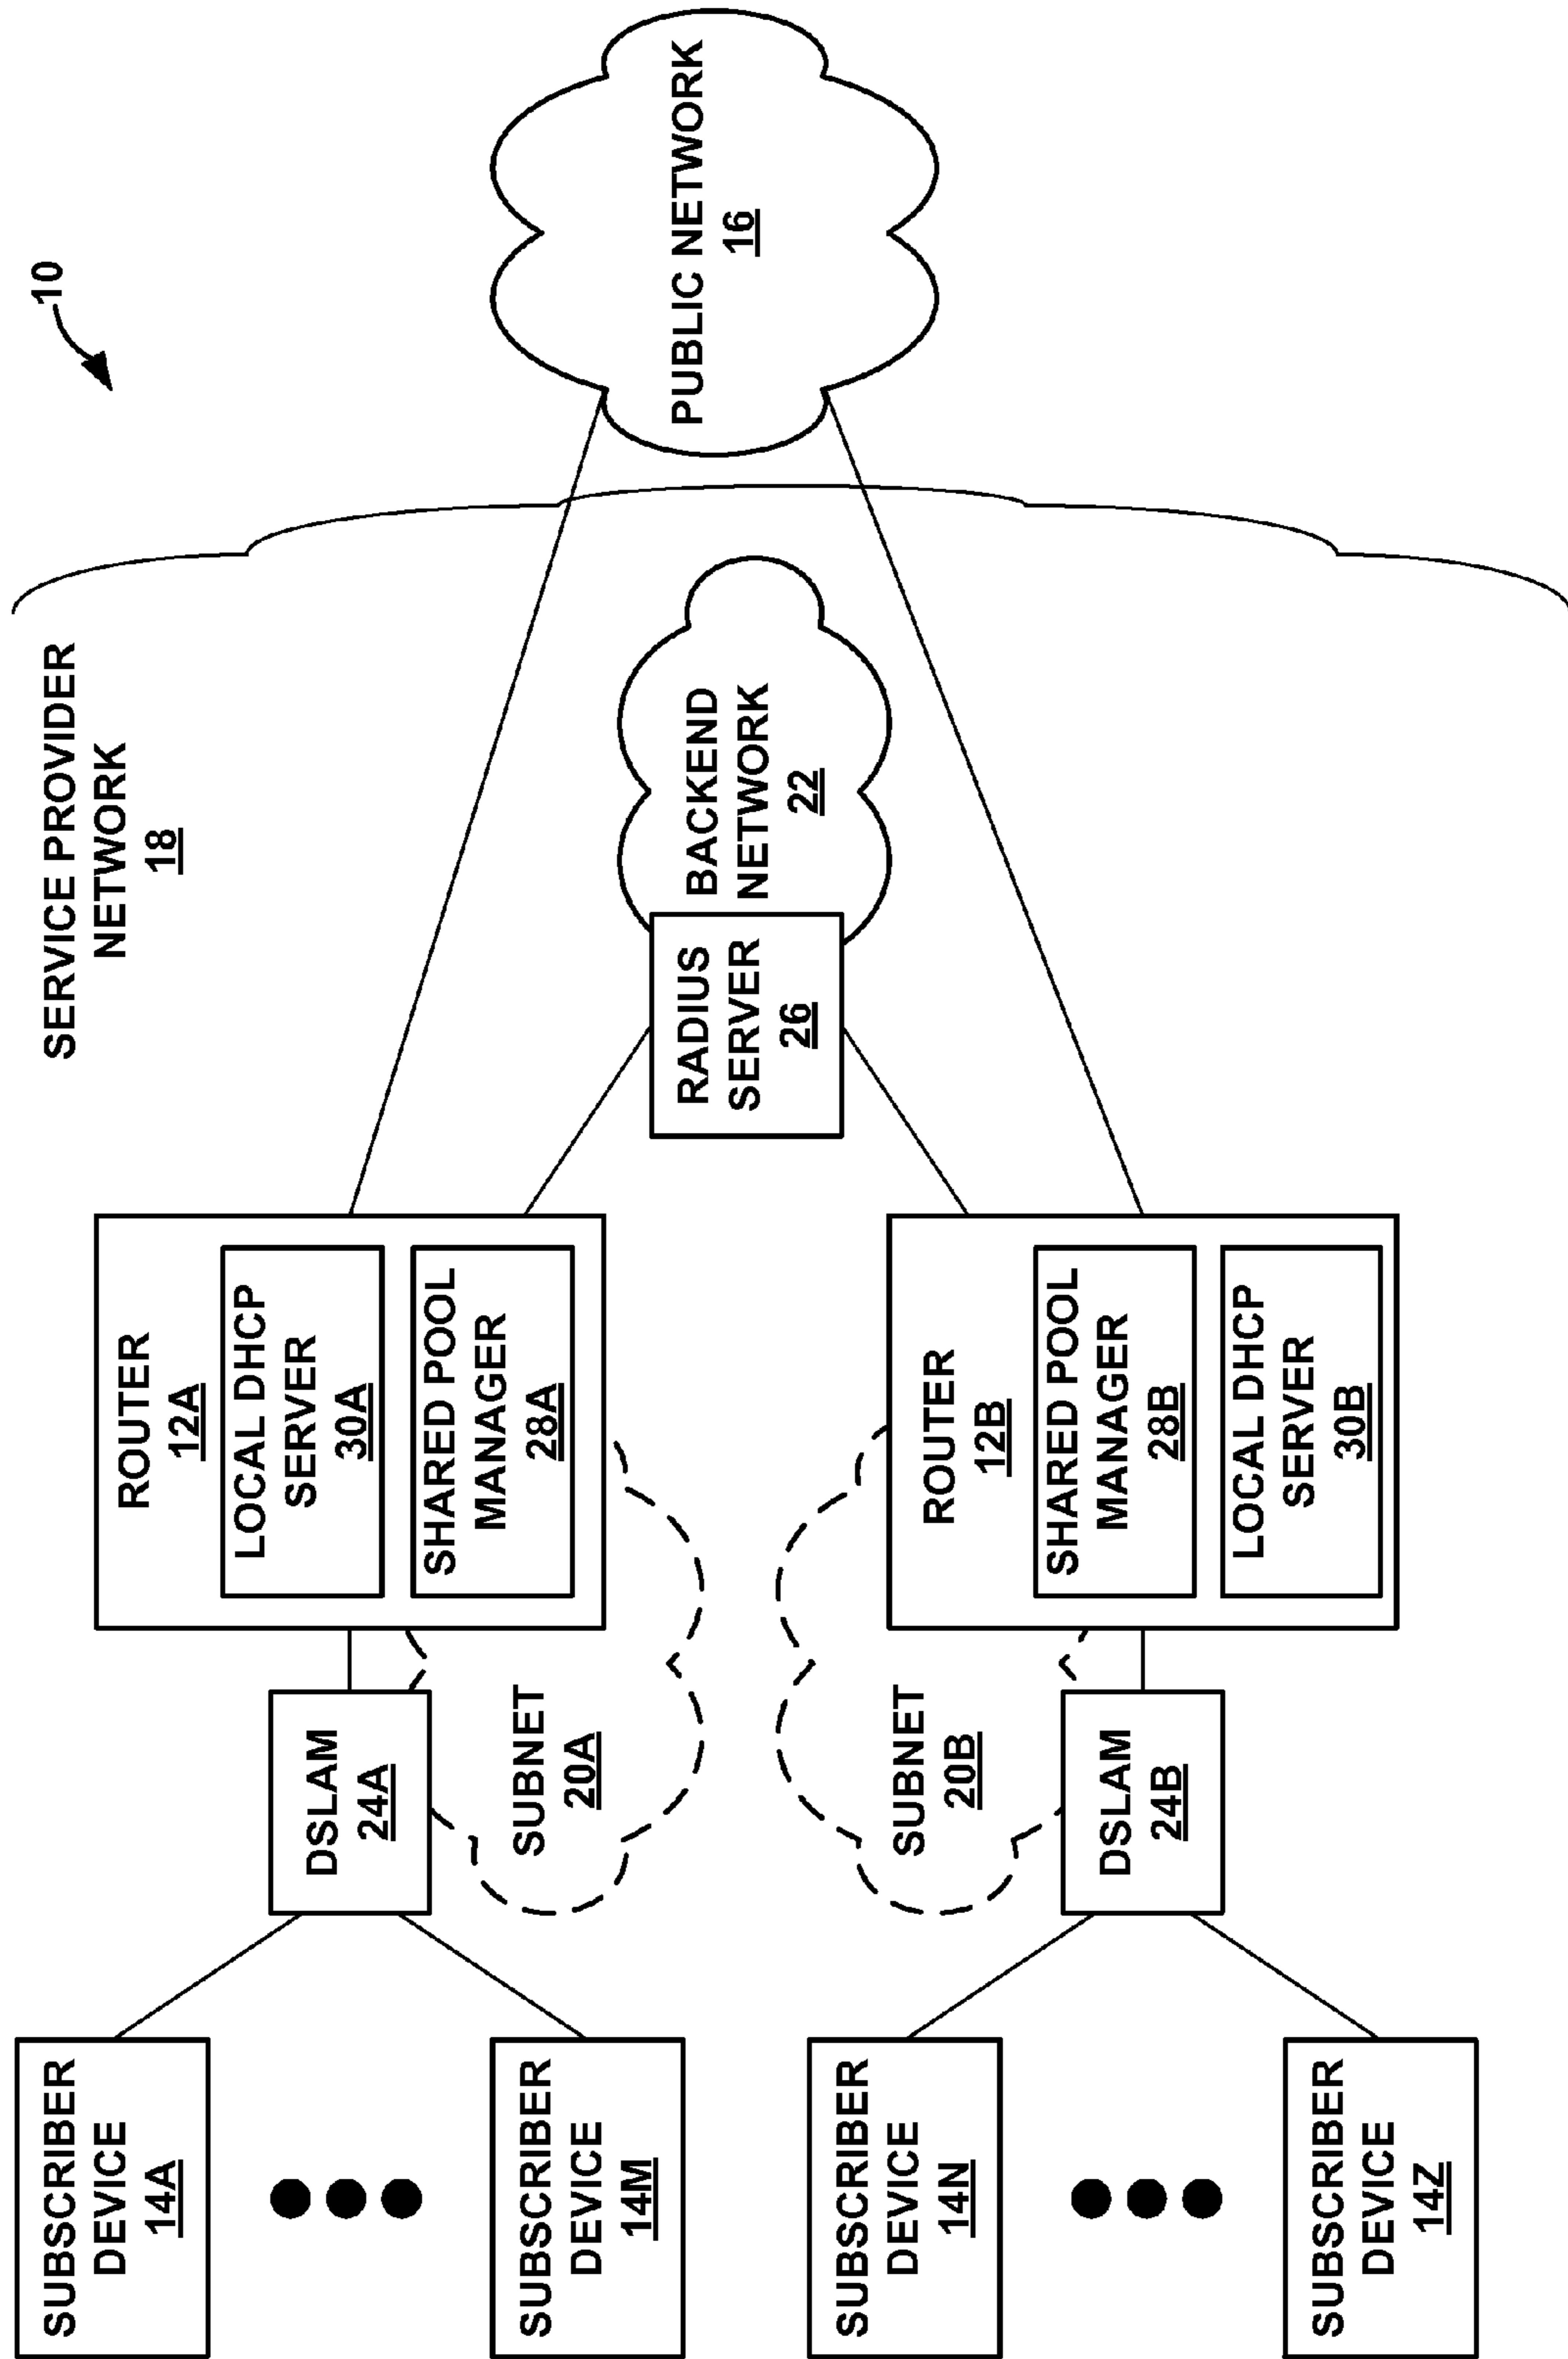 10
SERVICE PROVIDER
NETWORK
18
SUBSCRIBER
DEVICE
14A
SUBSCRIBER
DEVICE
14M
DSLAM
24A
SUBNET
20A
ROUTER
12A
LOCAL DHCP
SERVER
30A
SHARED POOL
MANAGER
28A
RADIUS
SERVER
26
BACKEND
NETWORK
22
PUBLIC NETWORK
16
SUBSCRIBER
DEVICE
14N
SUBSCRIBER
DEVICE
14Z
SUBNET
20B
DSLAM
24B
ROUTER
12B
SHARED POOL
MANAGER
28B
LOCAL DHCP
SERVER
30B